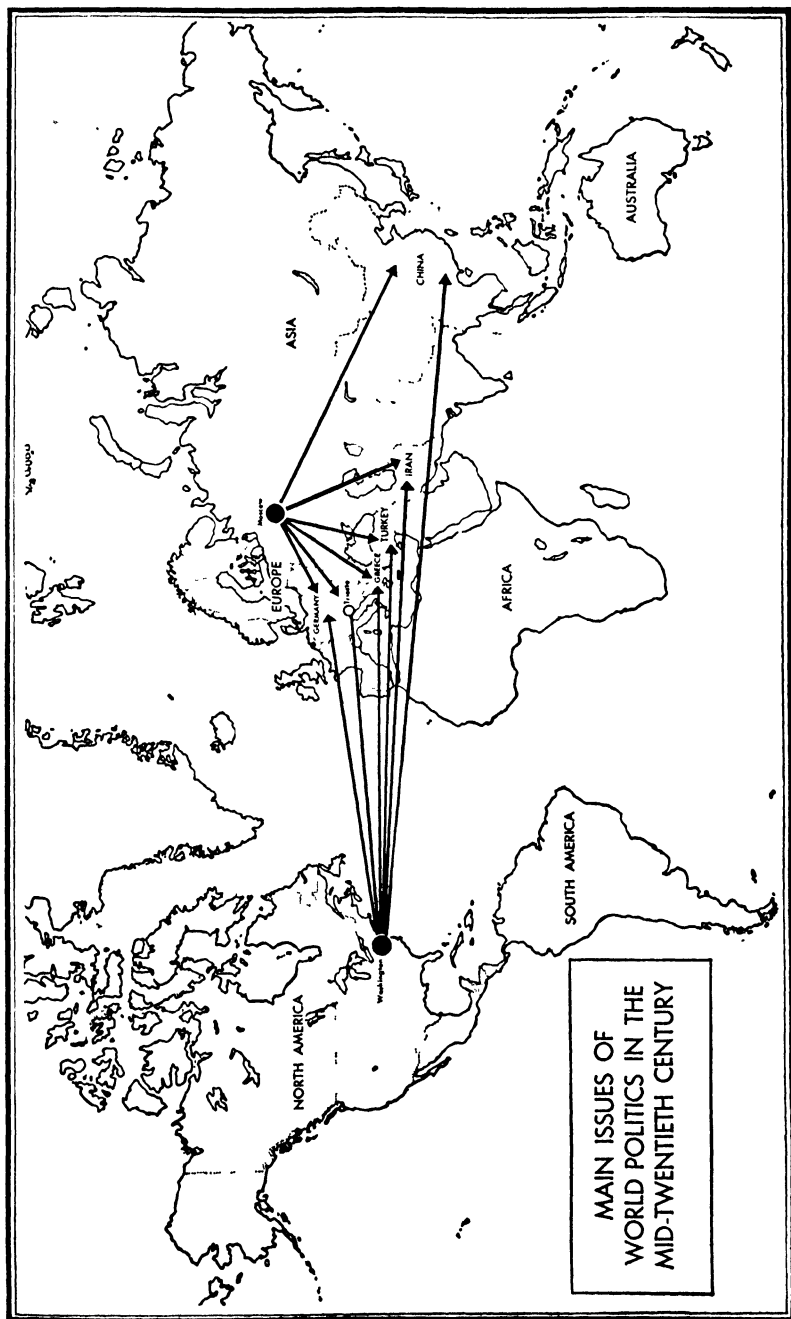 MAIN ISSUES OF
WORLD POLITICS IN THE
MID-TWENTIETH CENTURY
NORTH AMERICA
Washington
SOUTH AMERICA
EUROPE
Moscow
GERMANY
Trieste
GREECE
TURKEY
IRAN
AFRICA
ASIA
CHINA
AUSTRALIA